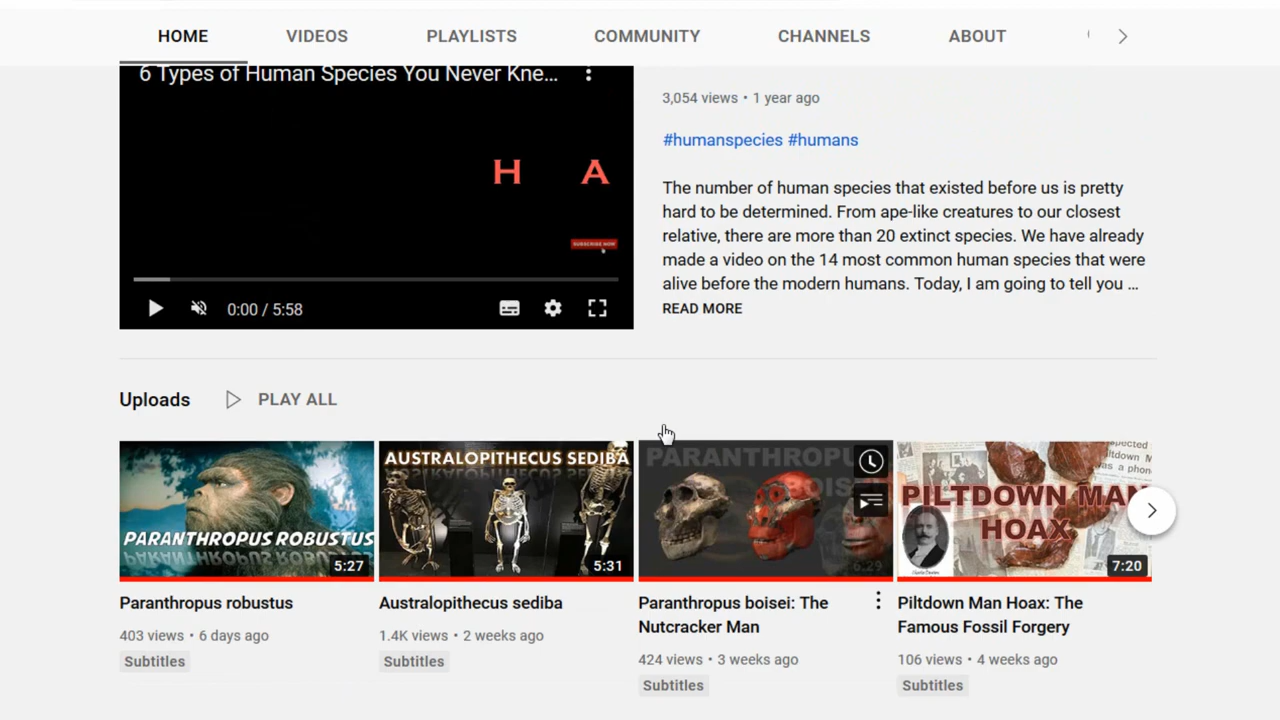 HOME VIDEOS PLAYLISTS COMMUNITY CHANNELS ABOUT
6 Types of Human Species You Never Kne...
H A
SUBSCRIBE NOW
0:00 / 5:58
3,054 views • 1 year ago
#humanspecies #humans
The number of human species that existed before us is pretty
hard to be determined. From ape-like creatures to our closest
relative, there are more than 20 extinct species. We have already
made a video on the 14 most common human species that were
alive before the modern humans. Today, I am going to tell you ...
READ MORE
Uploads PLAY ALL
PARANTHROPUS ROBUSTUS
5:27
Paranthropus robustus
403 views • 6 days ago
Subtitles
AUSTRALOPITHECUS SEDIBA
5:31
Australopithecus sediba
1.4K views • 2 weeks ago
Subtitles
PARANTHROPU
BOISEI
6:29
Paranthropus boisei: The
Nutcracker Man
424 views • 3 weeks ago
Subtitles
PILTDOWN MAN
HOAX
7:20
Piltdown Man Hoax: The
Famous Fossil Forgery
106 views • 4 weeks ago
Subtitles